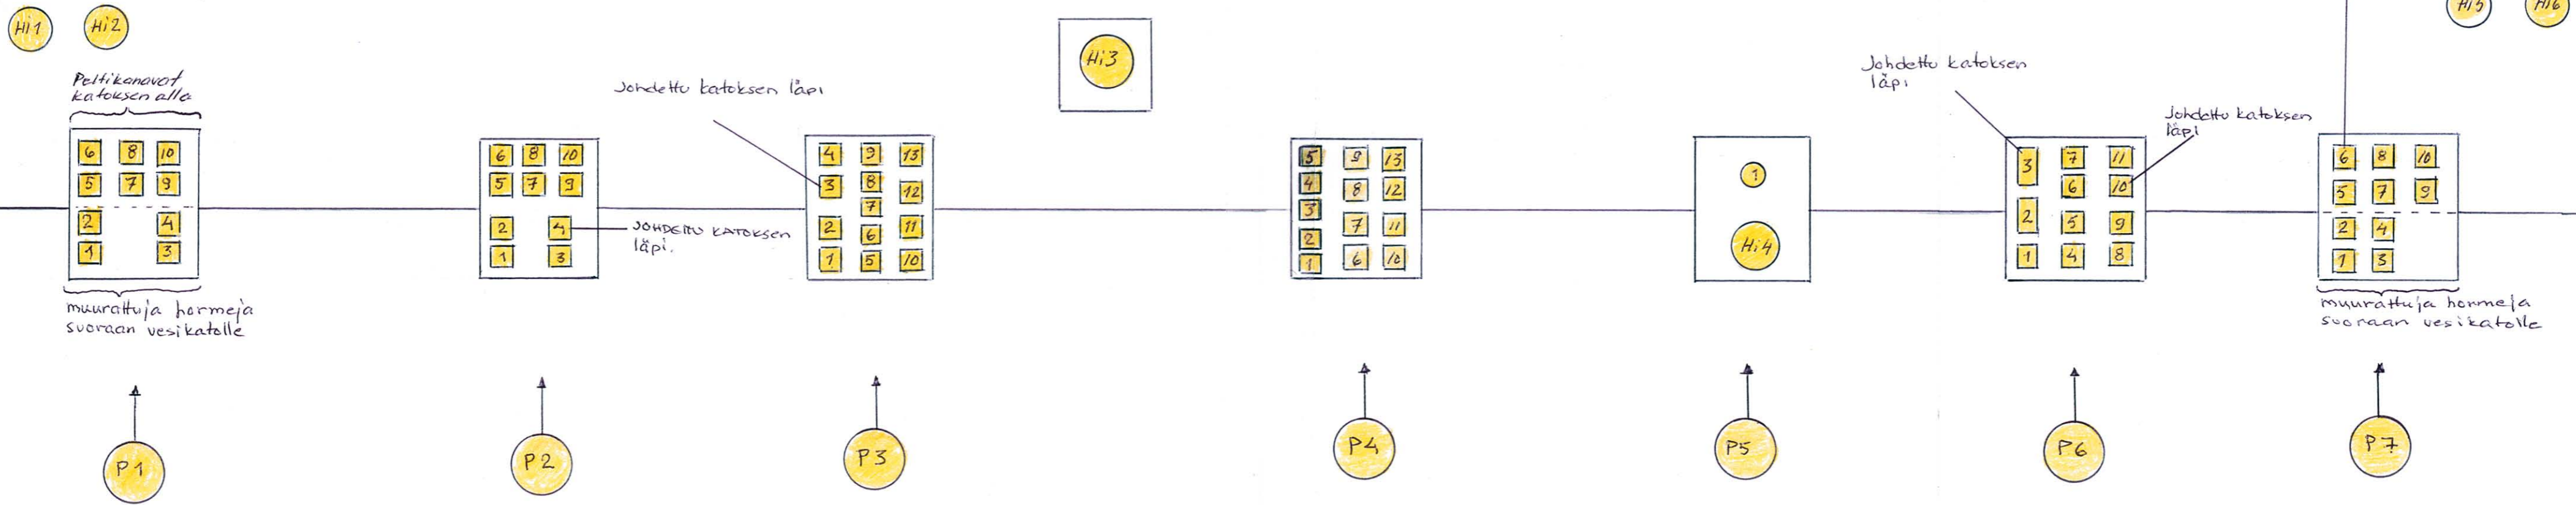 Hi1 Hi2
Hi3
Hi5 Hi6
Peltikanavat
katoksen alla
Johdettu katoksen läpi
Johdettu katoksen
läpi
Johdettu katoksen
läpi
6 8 10
5 7 9
2 4
1 3
6 8 10
5 7 9
2 4
1 3
JOHDETTU KATOKSEN
läpi.
4 9 13
3 8 12
7
2 6 11
1 5 10
5 9 13
4 8 12
3 7 11
2
1 6 10
1
Hi4
3 7 11
6 10
2 5 9
1 4 8
6 8 10
5 7 9
2 4
1 3
muurattuja hormeja
suoraan vesikatolle
muurattuja hormeja
suoraan vesikatolle
P1 P2 P3 P4 P5 P6 P7